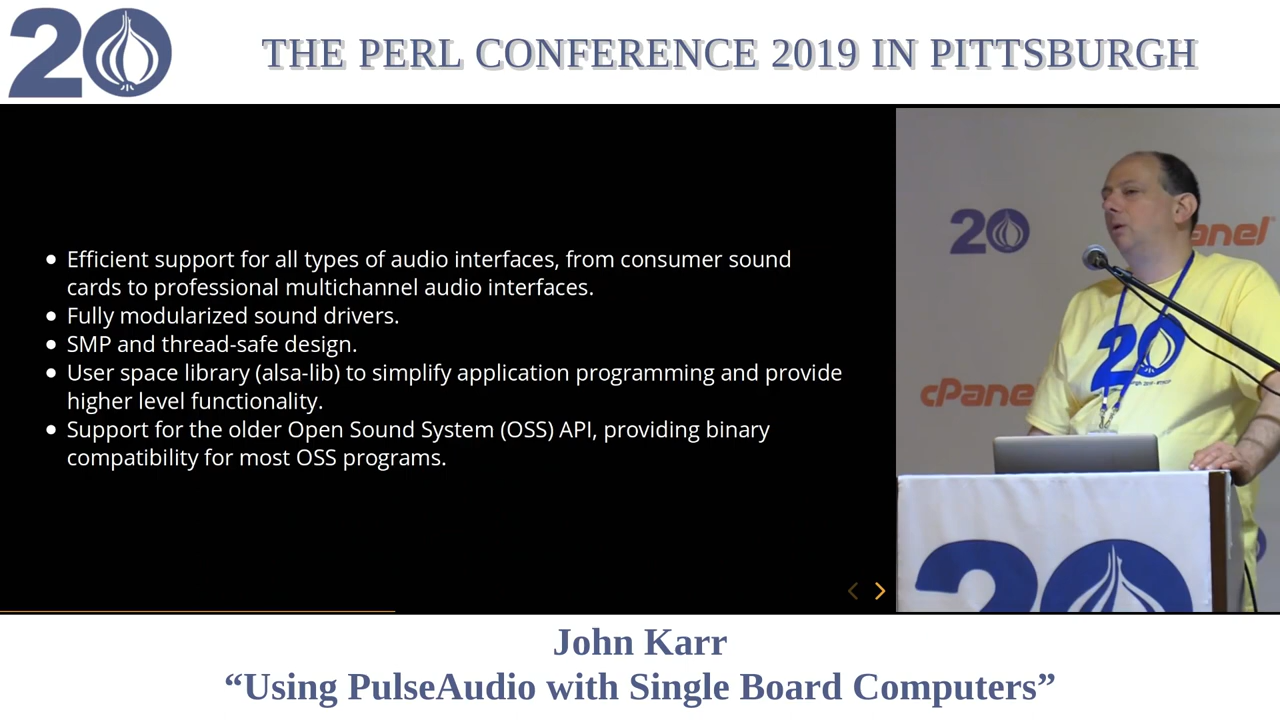 20
THE PERL CONFERENCE 2019 IN PITTSBURGH
• Efficient support for all types of audio interfaces, from consumer sound
cards to professional multichannel audio interfaces.
• Fully modularized sound drivers.
• SMP and thread-safe design.
• User space library (alsa-lib) to simplify application programming and provide
higher level functionality.
• Support for the older Open Sound System (OSS) API, providing binary
compatibility for most OSS programs.
20
anel
20
cPane
20
John Karr
“Using PulseAudio with Single Board Computers”